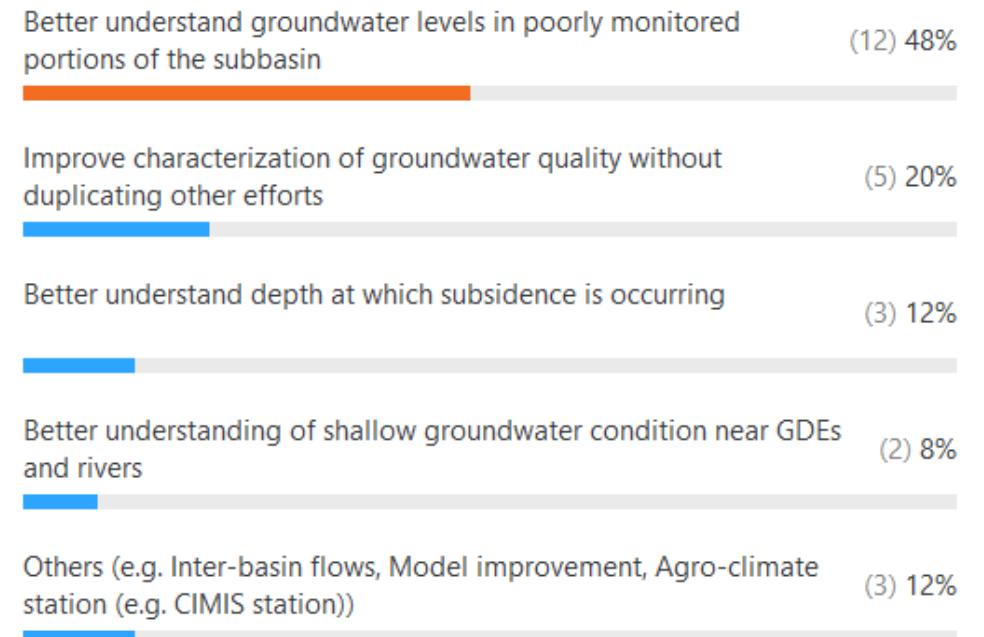 Better understand groundwater levels in poorly monitored
portions of the subbasin
(12) 48%
Improve characterization of groundwater quality without
duplicating other efforts
(5) 20%
Better understand depth at which subsidence is occurring
(3) 12%
Better understanding of shallow groundwater condition near GDEs
and rivers
(2) 8%
Others (e.g. Inter-basin flows, Model improvement, Agro-climate
station (e.g. CIMIS station))
(3) 12%